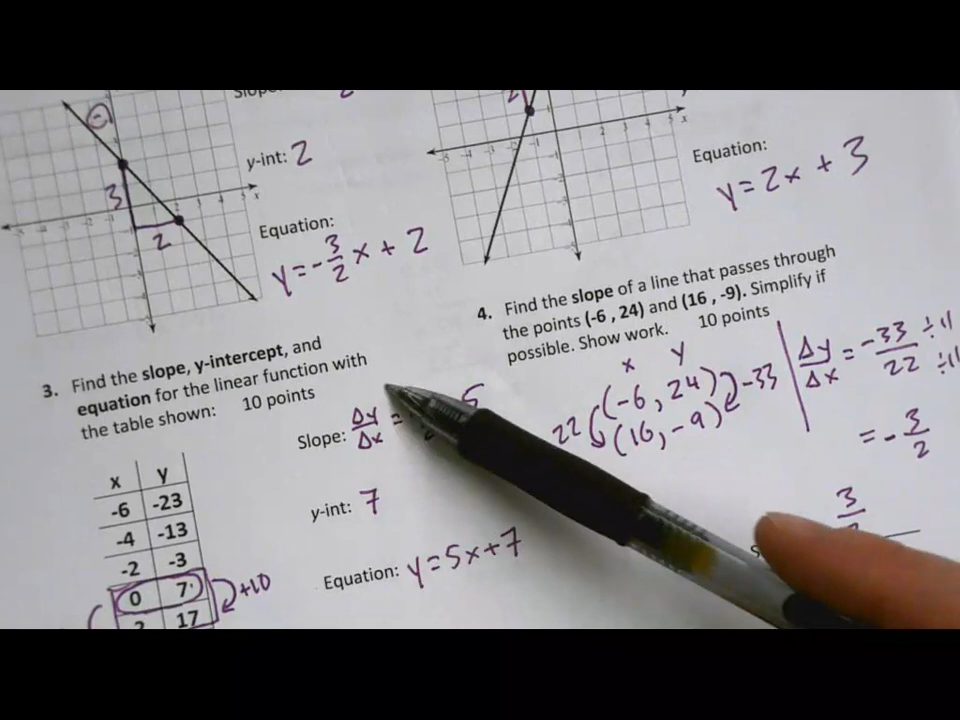 y-int: 2
3
2
Equation:
y = -3/2 x + 2
Equation:
y = 2x + 3
3. Find the slope, y-intercept, and
equation for the linear function with
the table shown: 10 points
x y
-6 -23
-4 -13
-2 -3
0 7
17
+10
Slope: Δy/Δx =
y-int: 7
Equation: y = 5x + 7
4. Find the slope of a line that passes through
the points (-6 , 24) and (16 , -9). Simplify if
possible. Show work. 10 points
x y
(-6, 24)
(16, -9)
22
-33
Δy/Δx = -33/22 ÷11 ÷11
= - 3/2
3